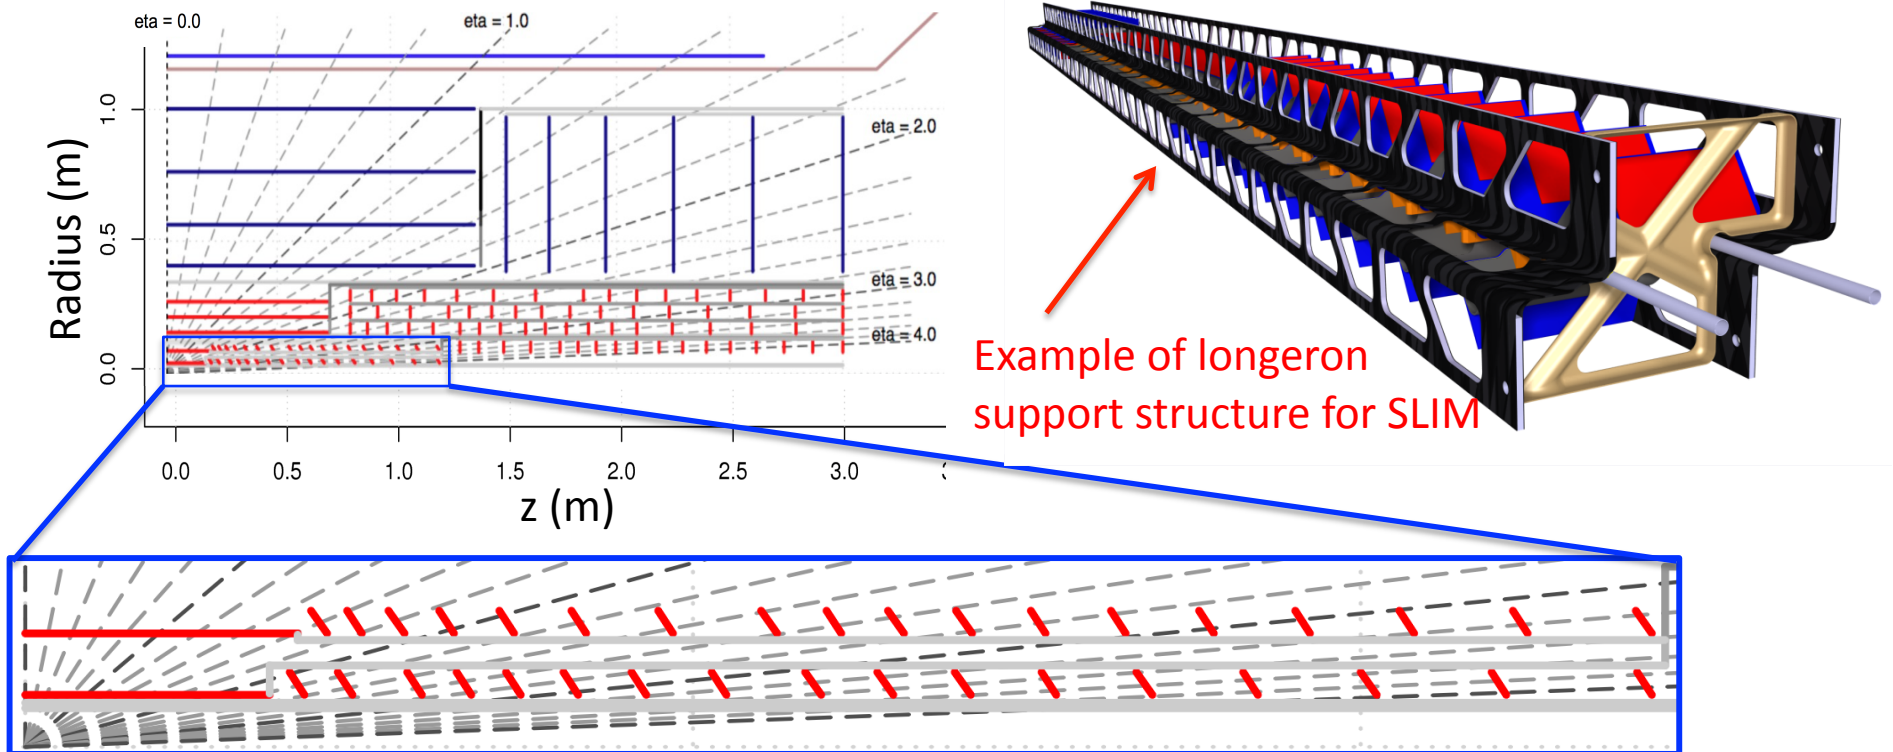 eta = 0.0
eta = 1.0
eta = 2.0
eta = 3.0
eta = 4.0
Radius (m)
1.0
0.5
0.0
0.0 0.5 1.0 1.5 2.0 2.5 3.0
z (m)
Example of longeron
support structure for SLIM